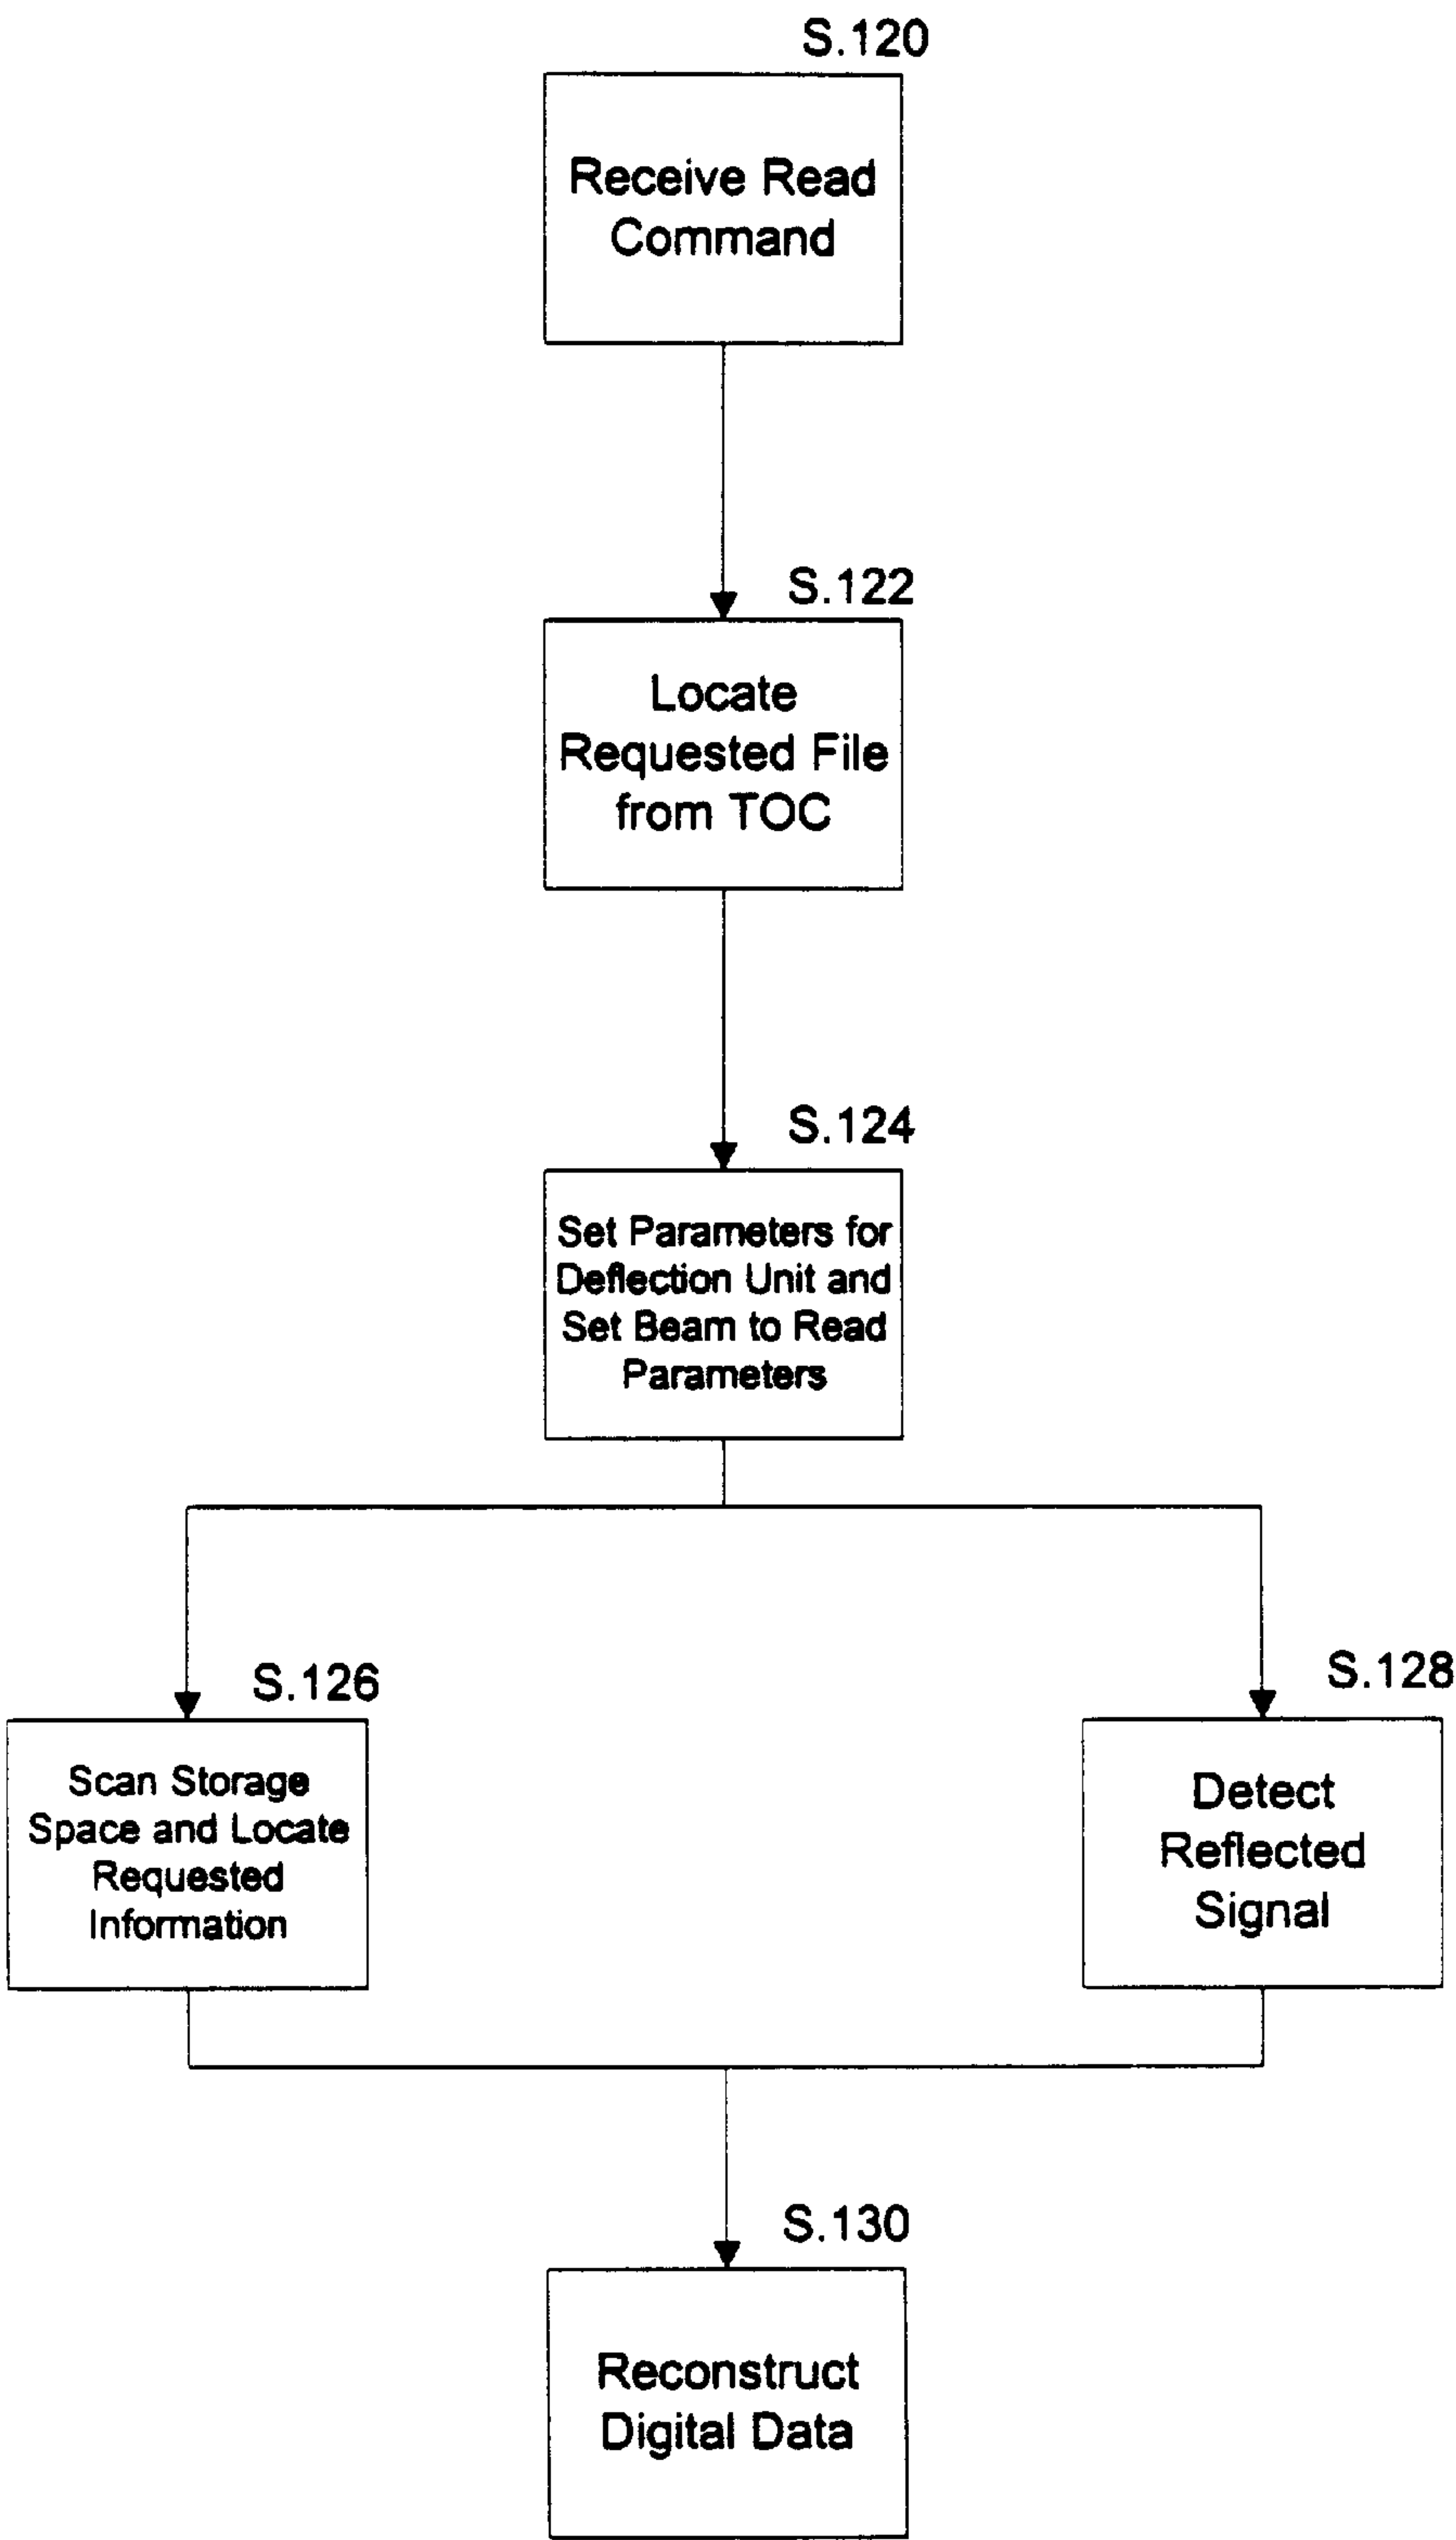 S.120
Receive Read
Command
S.122
Locate
Requested File
from TOC
S.124
Set Parameters for
Deflection Unit and
Set Beam to Read
Parameters
S.126
Scan Storage
Space and Locate
Requested
Information
S.128
Detect
Reflected
Signal
S.130
Reconstruct
Digital Data